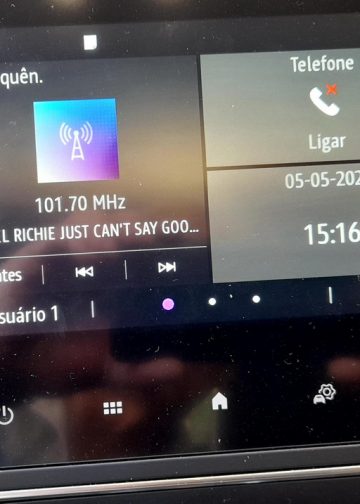 quên.
Telefone
Ligar
101.70 MHz
L RICHIE JUST CAN'T SAY GOO...
05-05-202
15:16
ntes
suário 1